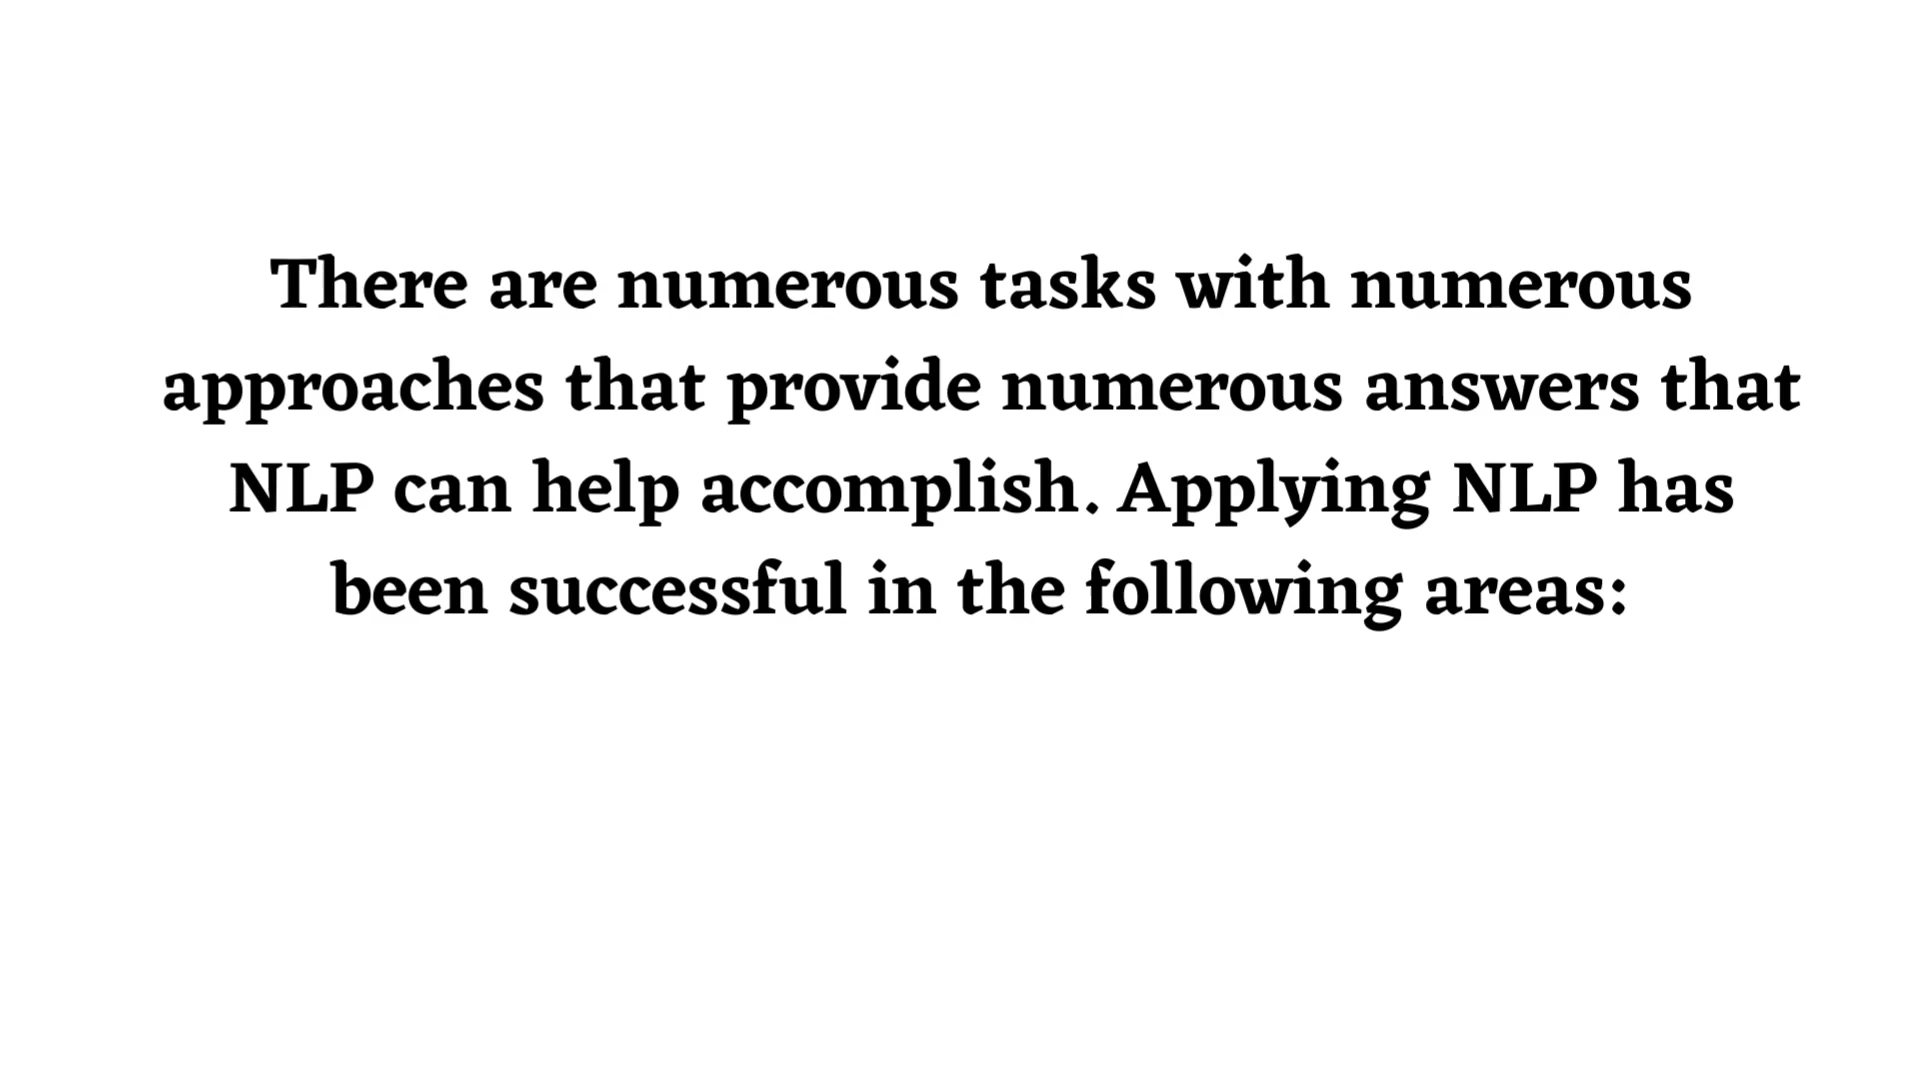 There are numerous tasks with numerous
approaches that provide numerous answers that
NLP can help accomplish. Applying NLP has
been successful in the following areas: